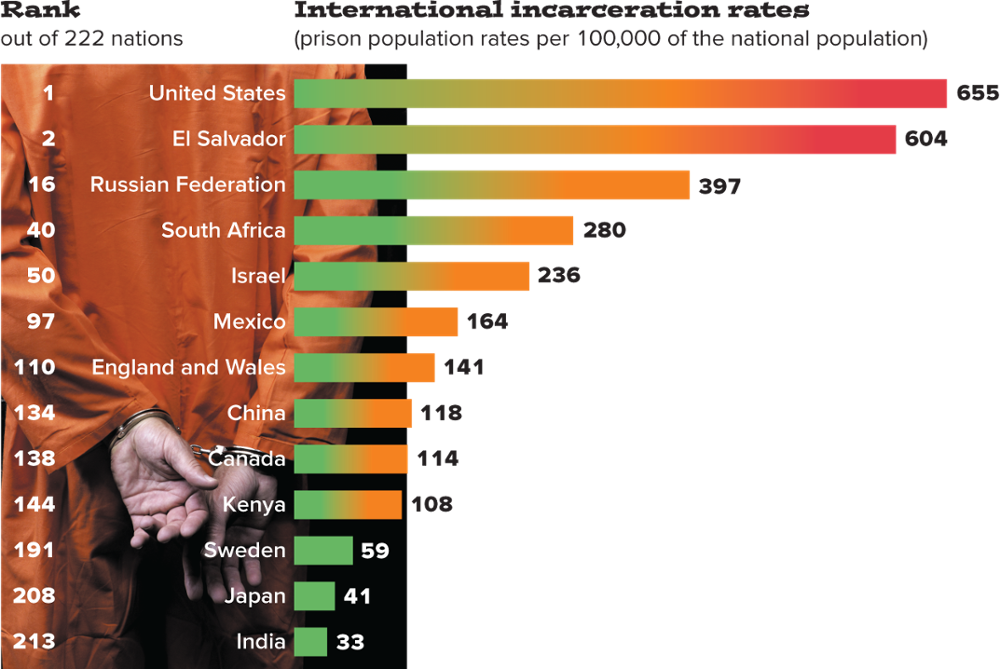 Rank
out of 222 nations
International incarceration rates
(prison population rates per 100,000 of the national population)
1 United States 655
2 El Salvador 604
16 Russian Federation 397
40 South Africa 280
50 Israel 236
97 Mexico 164
110 England and Wales 141
134 China 118
138 Canada 114
144 Kenya 108
191 Sweden 59
208 Japan 41
213 India 33